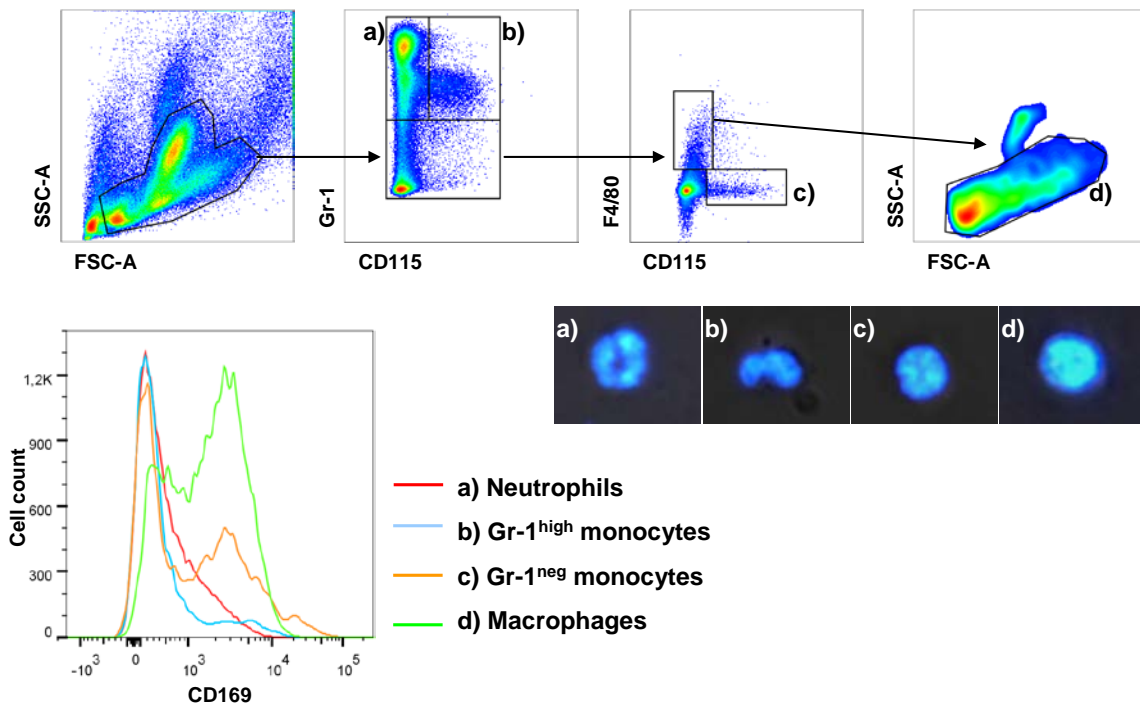 a)
b)
c)
d)
SSC-A
FSC-A
Gr-1
CD115
F4/80
CD115
SSC-A
FSC-A
a)
b)
c)
d)
1,2K
900
600
300
0
Cell count
-10³
0
10³
10⁴
10⁵
CD169
a) Neutrophils
b) Gr-1ʰⁱᵍʰ monocytes
c) Gr-1ⁿᵉᵍ monocytes
d) Macrophages